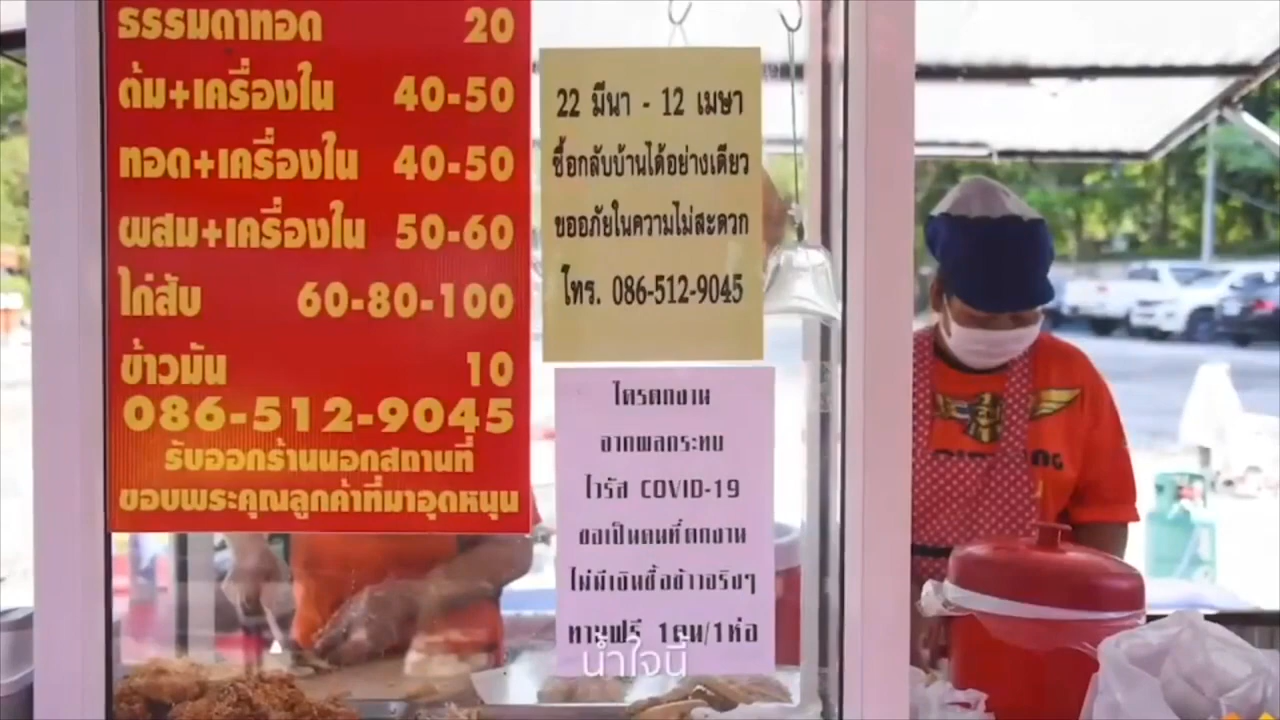 ธรรมดาทอด 20
ต้ม+เครื่องใน 40-50
ทอด+เครื่องใน 40-50
ผสม+เครื่องใน 50-60
ไก่สับ 60-80-100
ข้าวมัน 10
086-512-9045
รับออกร้านนอกสถานที่
ขอบพระคุณลูกค้าที่มาอุดหนุน
22 มีนา - 12 เมษา
ซื้อกลับบ้านได้อย่างเดียว
ขออภัยในความไม่สะดวก
โทร. 086-512-9045
ใครตกงาน
จากผลกระทบ
ไวรัส COVID-19
ขอเป็นคนที่ตกงาน
ไม่มีเงินซื้อข้าวจริงๆ
ทานฟรี 1คน/1ห่อ
น้ำใจนี้